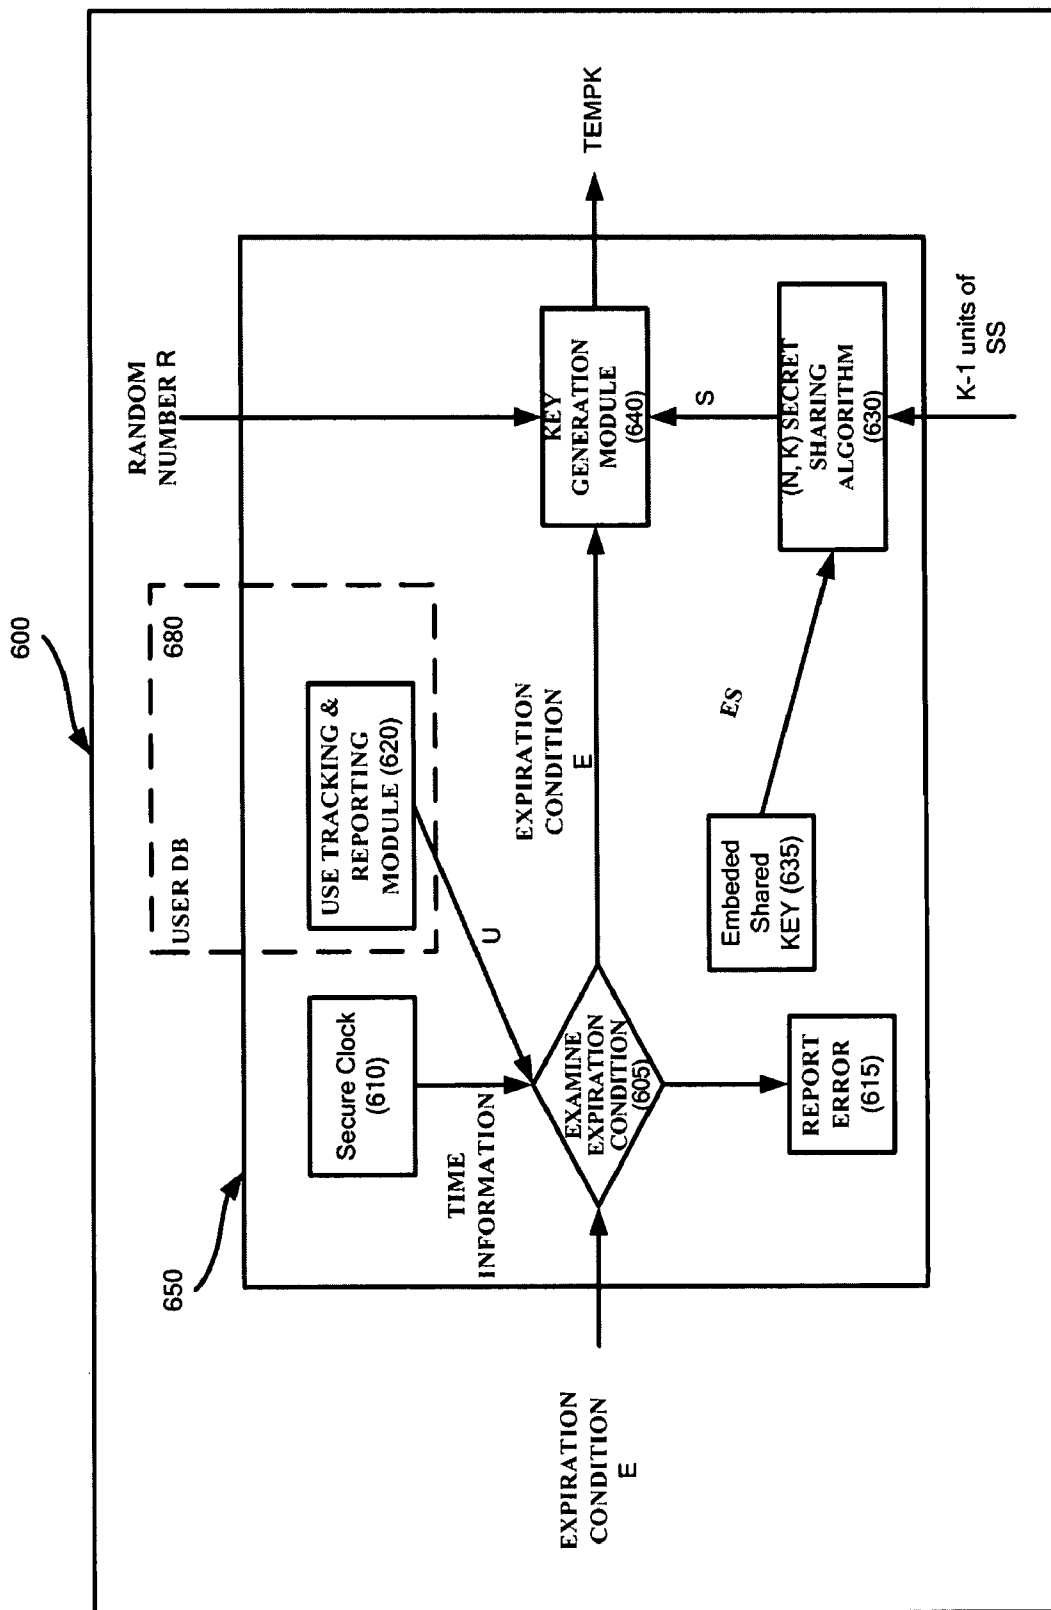 600
650
USER DB
680
RANDOM
NUMBER R
Secure Clock
(610)
USE TRACKING &
REPORTING
MODULE (620)
TIME
INFORMATION
U
EXPIRATION
CONDITION
E
EXAMINE
EXPIRATION
CONDITION
(605)
EXPIRATION
CONDITION
E
KEY
GENERATION
MODULE
(640)
TEMPK
S
REPORT
ERROR
(615)
Embeded
Shared
KEY (635)
ES
(N, K) SECRET
SHARING
ALGORITHM
(630)
K-1 units of
SS